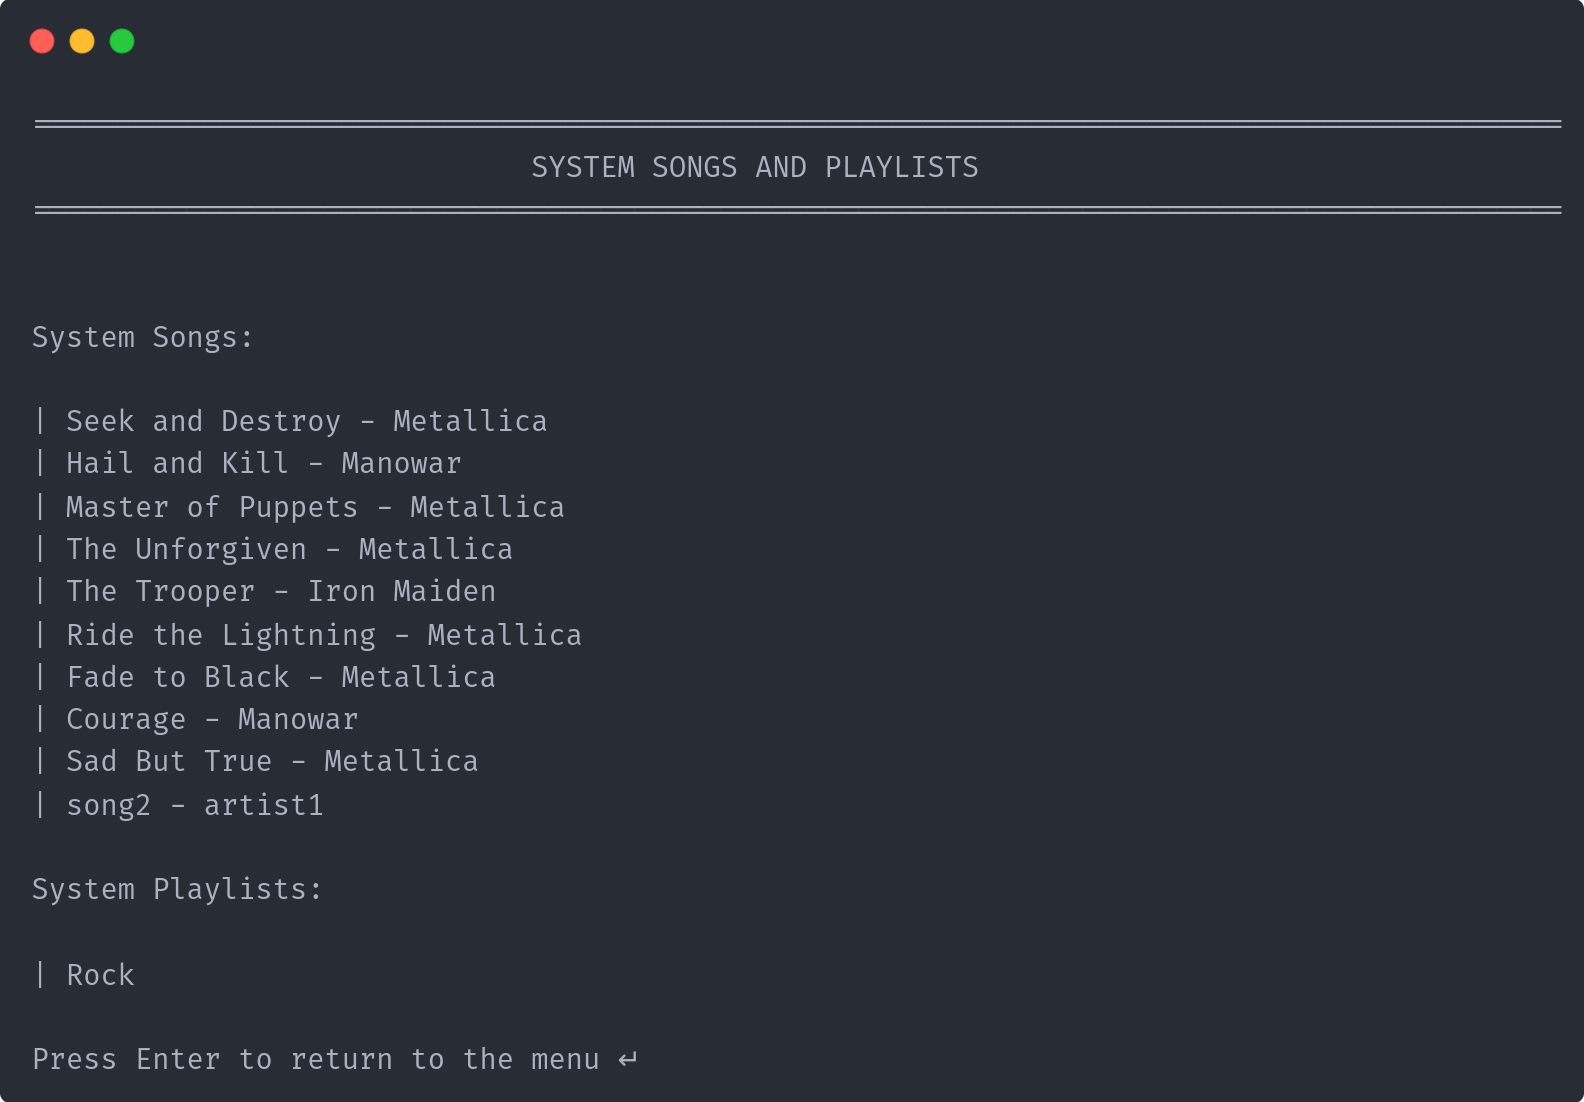 SYSTEM SONGS AND PLAYLISTS
System Songs:
| Seek and Destroy - Metallica
| Hail and Kill - Manowar
| Master of Puppets - Metallica
| The Unforgiven - Metallica
| The Trooper - Iron Maiden
| Ride the Lightning - Metallica
| Fade to Black - Metallica
| Courage - Manowar
| Sad But True - Metallica
| song2 - artist1
System Playlists:
| Rock
Press Enter to return to the menu ↵